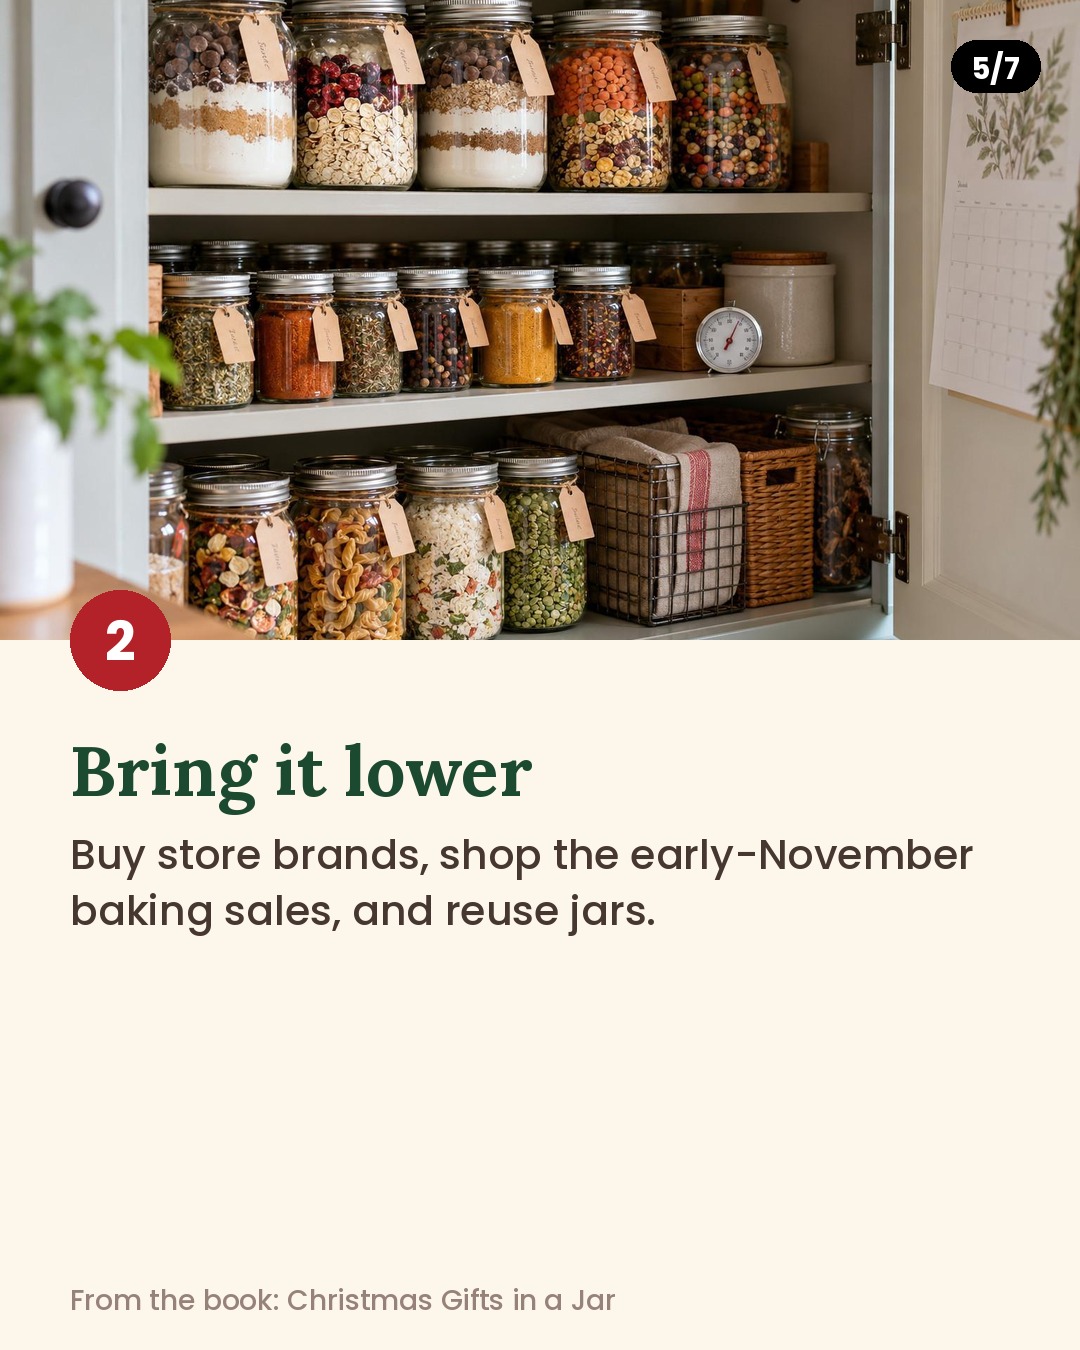 5/7
2
Bring it lower
Buy store brands, shop the early-November
baking sales, and reuse jars.
From the book: Christmas Gifts in a Jar